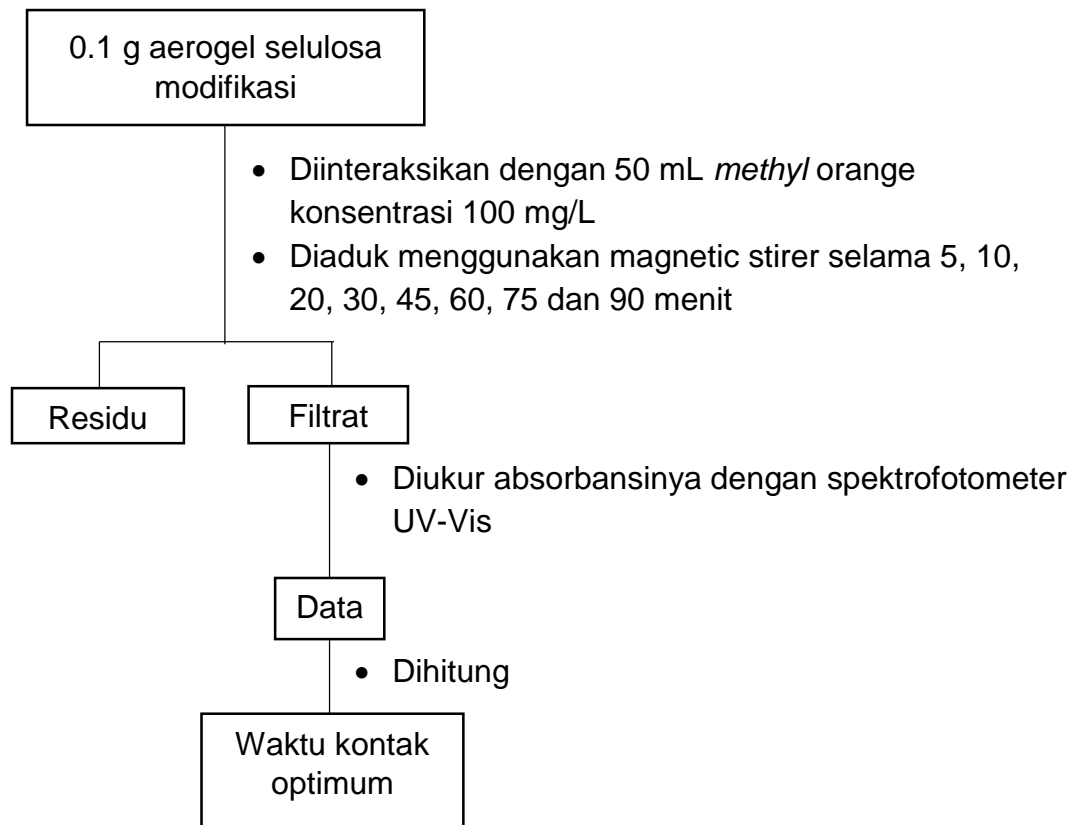 0.1 g aerogel selulosa
modifikasi
• Diinteraksikan dengan 50 mL methyl orange
konsentrasi 100 mg/L
• Diaduk menggunakan magnetic stirer selama 5, 10,
20, 30, 45, 60, 75 dan 90 menit
Residu
Filtrat
• Diukur absorbansinya dengan spektrofotometer
UV-Vis
Data
• Dihitung
Waktu kontak
optimum